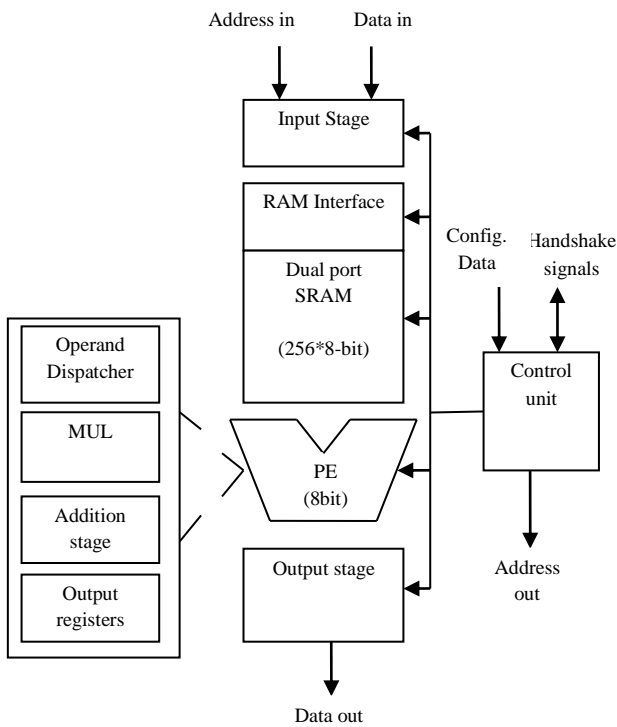 Address in
Data in
Input Stage
RAM Interface
Config.
Data
Handshake
signals
Dual port
SRAM
(256*8-bit)
Operand
Dispatcher
MUL
Addition
stage
Output
registers
PE
(8bit)
Control
unit
Output stage
Address
out
Data out